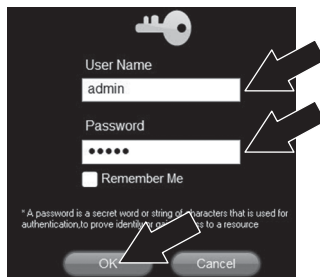 User Name
admin
Password
•••••
Remember Me
* A password is a secret word or string of characters that is used for
authentication,to prove identity or to a resource
OK
Cancel